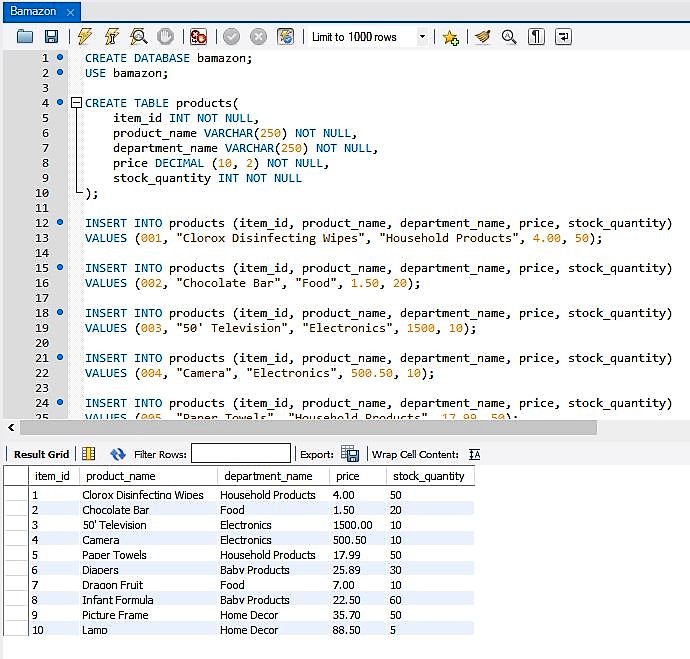 Bamazon
Limit to 1000 rows
1 CREATE DATABASE bamazon;
2 USE bamazon;
3
4 CREATE TABLE products(
5 item_id INT NOT NULL,
6 product_name VARCHAR(250) NOT NULL,
7 department_name VARCHAR(250) NOT NULL,
8 price DECIMAL (10, 2) NOT NULL,
9 stock_quantity INT NOT NULL
10 );
11
12 INSERT INTO products (item_id, product_name, department_name, price, stock_quantity)
13 VALUES (001, "Clorox Disinfecting Wipes", "Household Products", 4.00, 50);
14
15 INSERT INTO products (item_id, product_name, department_name, price, stock_quantity)
16 VALUES (002, "Chocolate Bar", "Food", 1.50, 20);
17
18 INSERT INTO products (item_id, product_name, department_name, price, stock_quantity)
19 VALUES (003, "50' Television", "Electronics", 1500, 10);
20
21 INSERT INTO products (item_id, product_name, department_name, price, stock_quantity)
22 VALUES (004, "Camera", "Electronics", 500.50, 10);
23
24 INSERT INTO products (item_id, product_name, department_name, price, stock_quantity)
25 VALUES (005, "Paper Towels", "Household Products", 17.99, 50);
Result Grid Filter Rows: Export: Wrap Cell Content: IA
item_id product_name department_name price stock_quantity
1 Clorox Disinfecting Wipes Household Products 4.00 50
2 Chocolate Bar Food 1.50 20
3 50' Television Electronics 1500.00 10
4 Camera Electronics 500.50 10
5 Paper Towels Household Products 17.99 50
6 Diapers Baby Products 25.89 30
7 Dragon Fruit Food 7.00 10
8 Infant Formula Baby Products 22.50 60
9 Picture Frame Home Decor 35.70 50
10 Lamp Home Decor 88.50 5